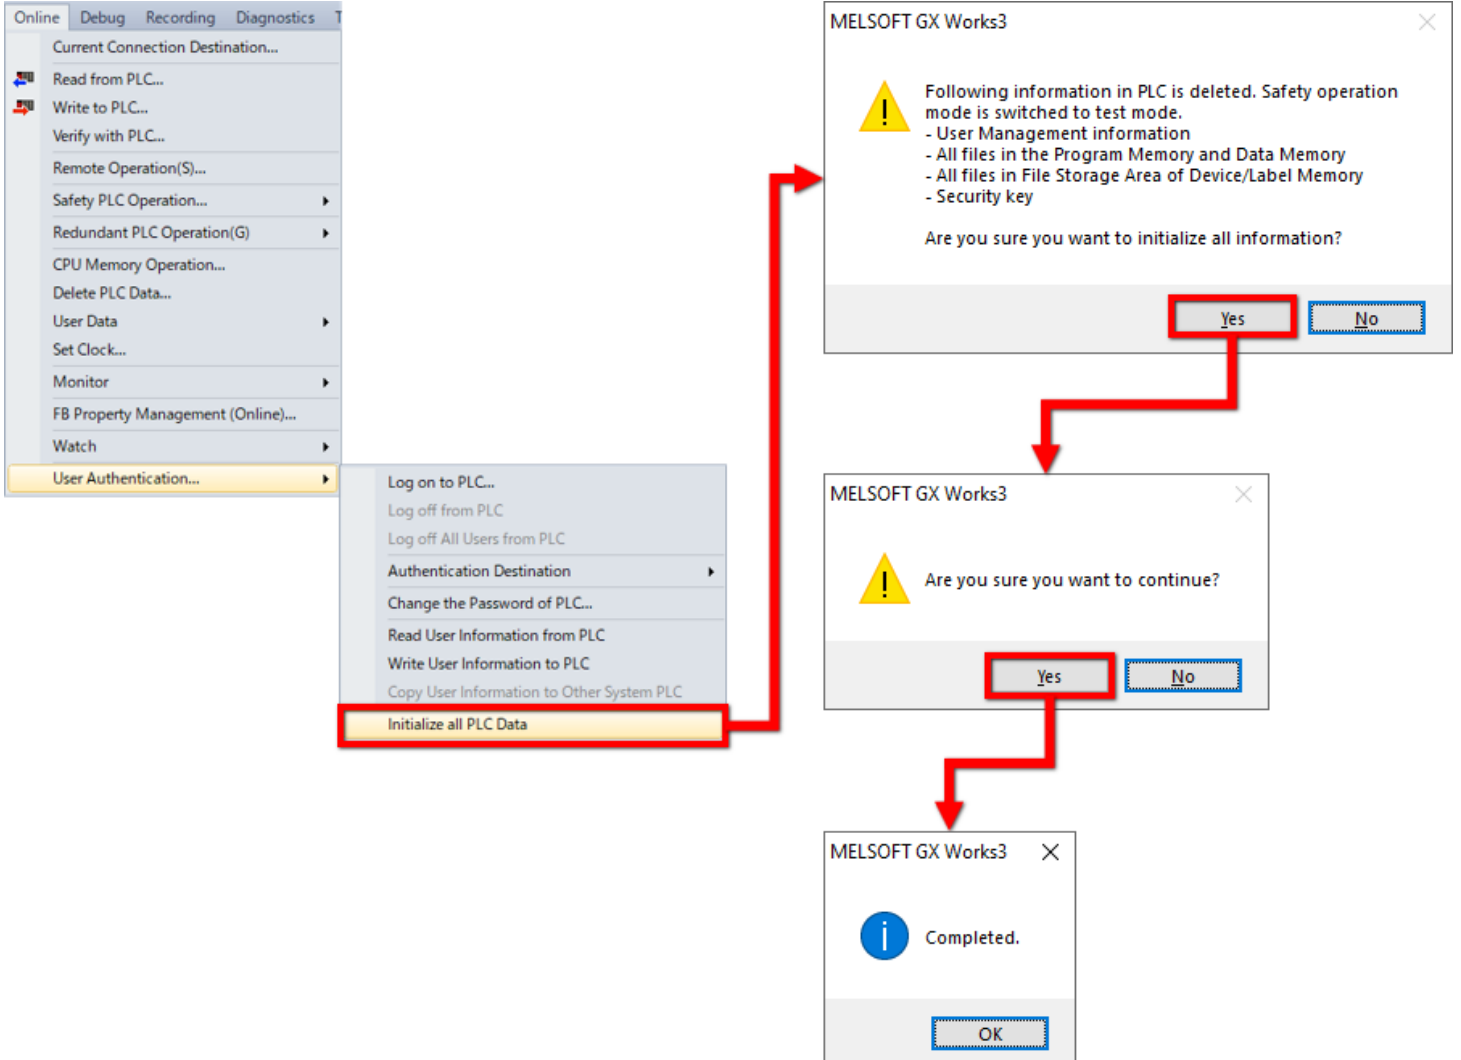 Online Debug Recording Diagnostics
Current Connection Destination...
Read from PLC...
Write to PLC...
Verify with PLC...
Remote Operation(S)...
Safety PLC Operation...
Redundant PLC Operation(G)
CPU Memory Operation...
Delete PLC Data...
User Data
Set Clock...
Monitor
FB Property Management (Online)...
Watch
User Authentication...
Log on to PLC...
Log off from PLC
Log off All Users from PLC
Authentication Destination
Change the Password of PLC...
Read User Information from PLC
Write User Information to PLC
Copy User Information to Other System PLC
Initialize all PLC Data
MELSOFT GX Works3
Following information in PLC is deleted. Safety operation
mode is switched to test mode.
- User Management information
- All files in the Program Memory and Data Memory
- All files in File Storage Area of Device/Label Memory
- Security key
Are you sure you want to initialize all information?
Yes No
MELSOFT GX Works3
Are you sure you want to continue?
Yes No
MELSOFT GX Works3
Completed.
OK